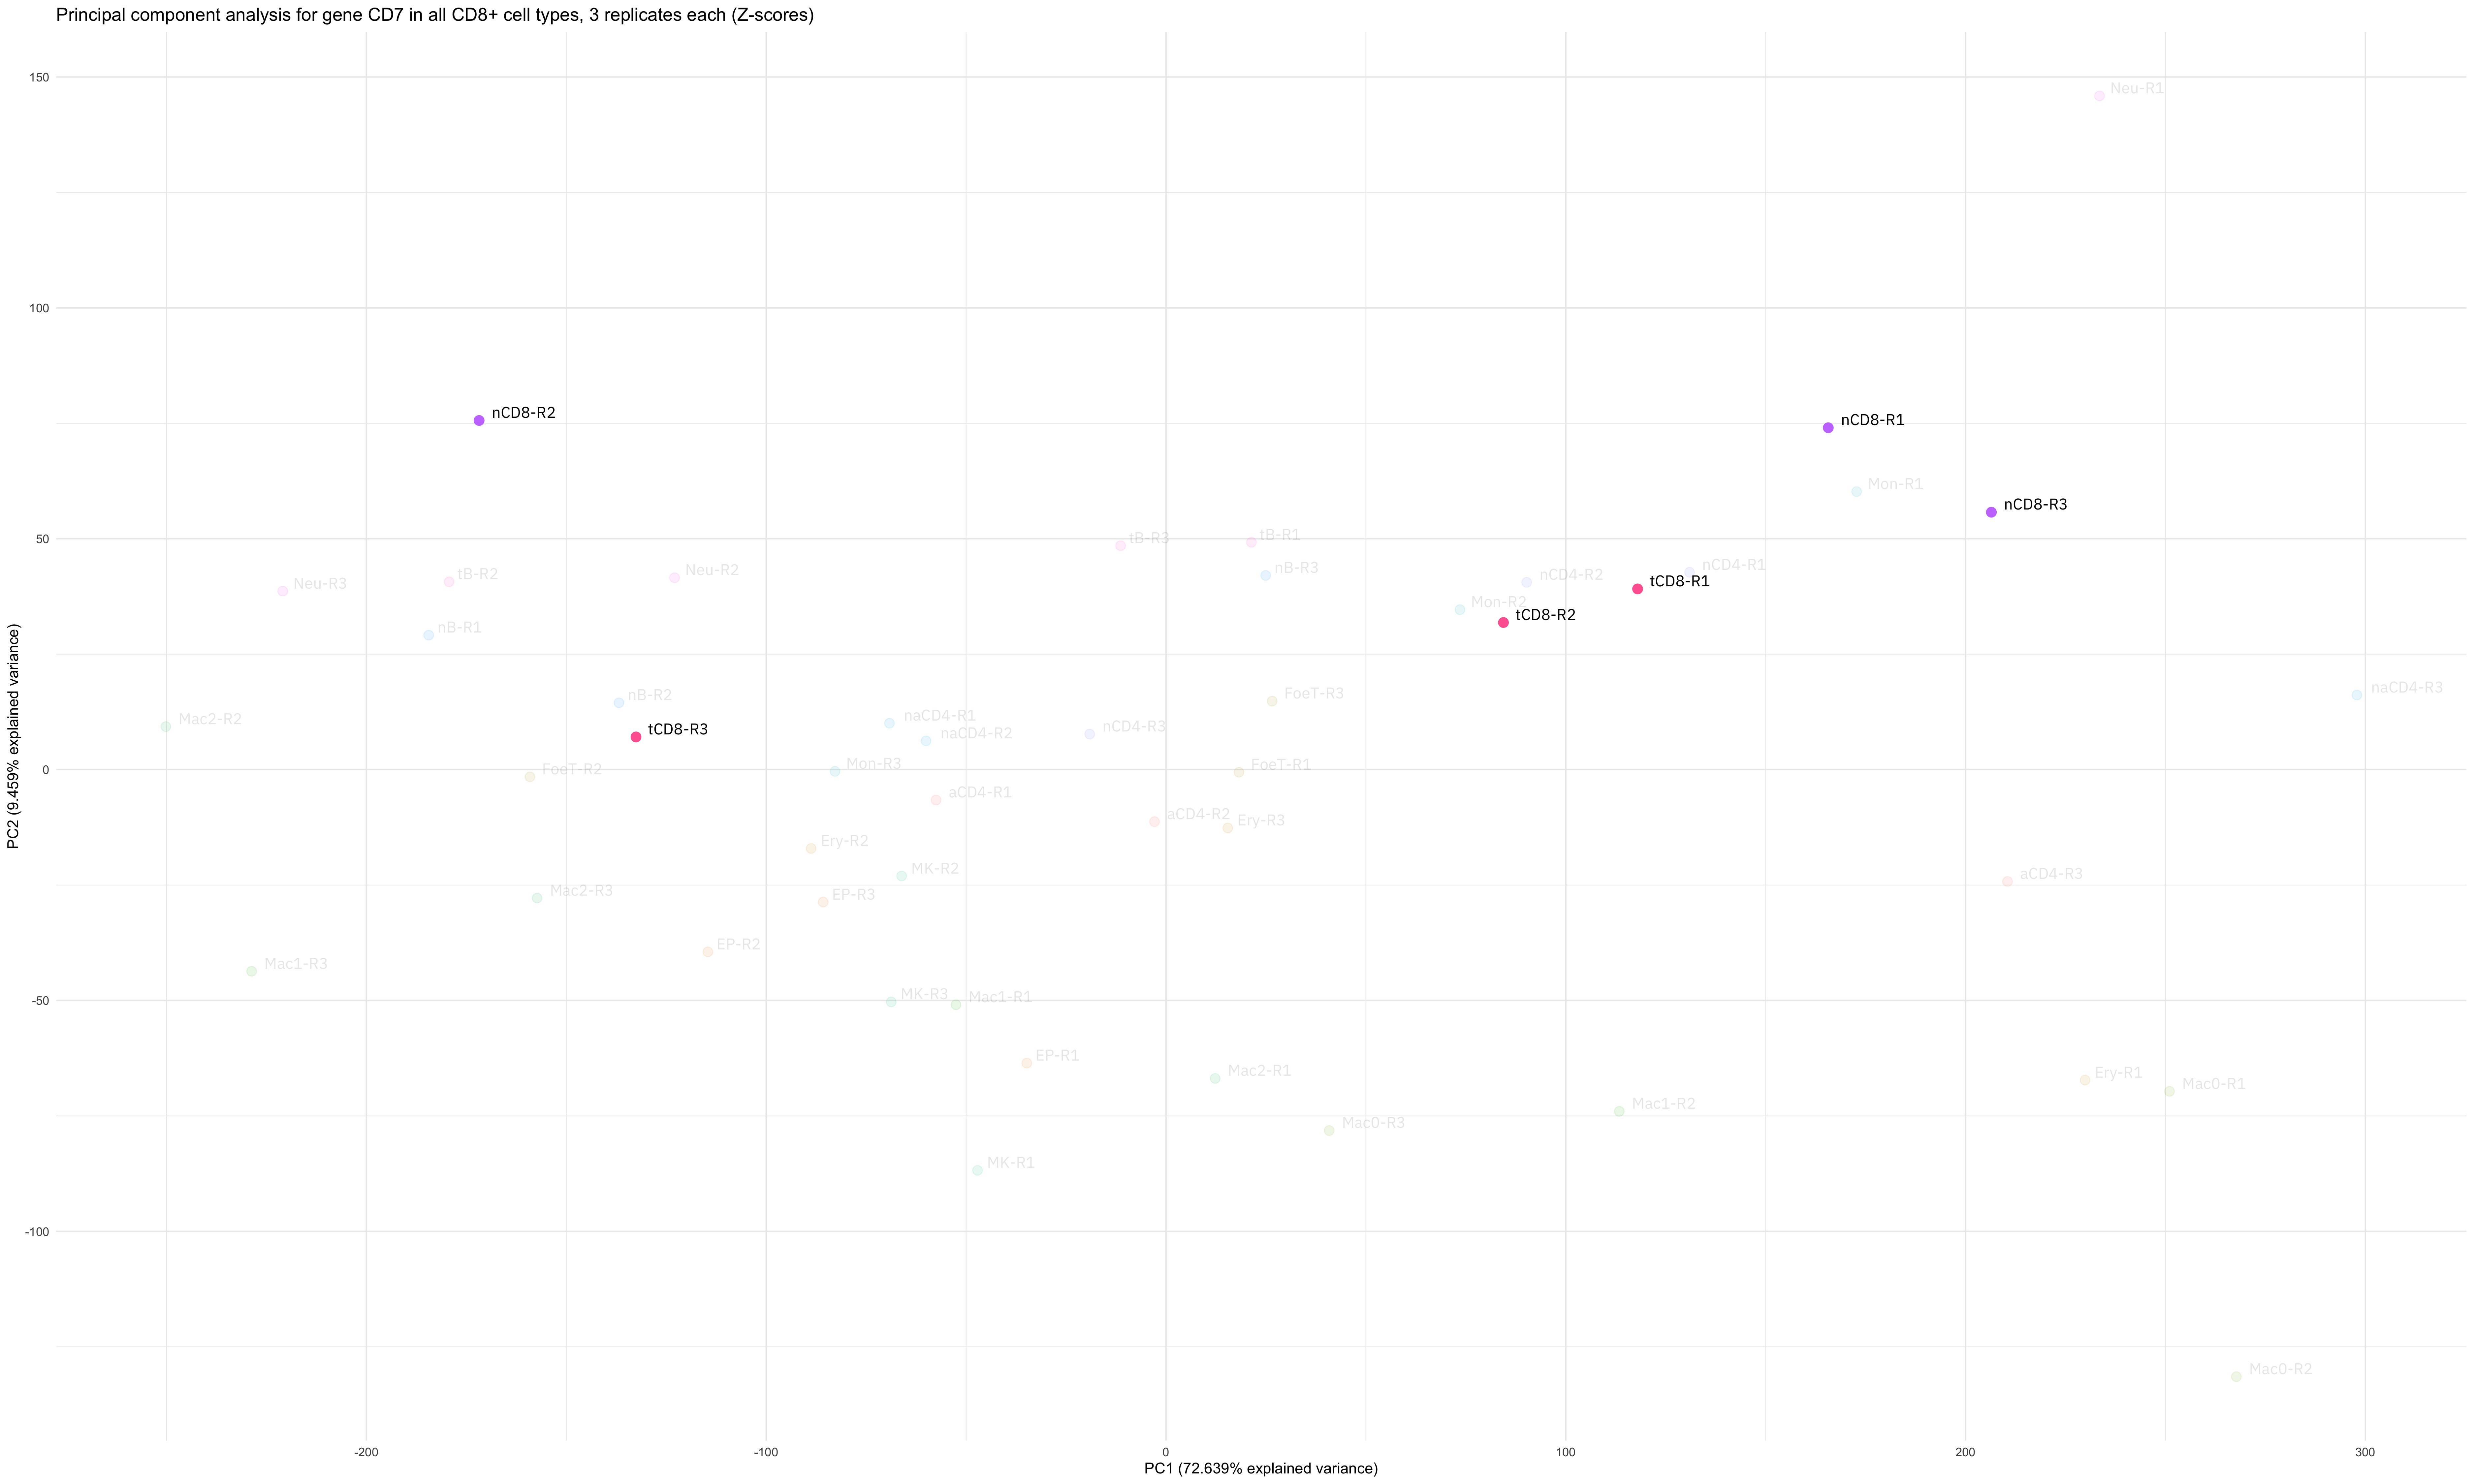 Principal component analysis for gene CD7 in all CD8+ cell types, 3 replicates each (Z-scores)
150
Neu-R1
100
nCD8-R2
nCD8-R1
Mon-R1
nCD8-R3
50
tB-R3
tB-R1
nCD4-R1
nB-R3
Neu-R2
tB-R2
nCD4-R2
tCD8-R1
Neu-R3
Mon-R2
tCD8-R2
nB-R1
naCD4-R3
nB-R2
naCD4-R1
FoeT-R3
Mac2-R2
tCD8-R3
naCD4-R2
nCD4-R3
0
FoeT-R2
Mon-R3
FoeT-R1
aCD4-R1
aCD4-R2
Ery-R3
Ery-R2
MK-R2
aCD4-R3
Mac2-R3
EP-R3
EP-R2
Mac1-R3
-50
MK-R3
Mac1-R1
EP-R1
Mac2-R1
Ery-R1
Mac0-R1
Mac1-R2
Mac0-R3
MK-R1
-100
Mac0-R2
PC2 (9.459% explained variance)
-200
-100
0
100
200
300
PC1 (72.639% explained variance)